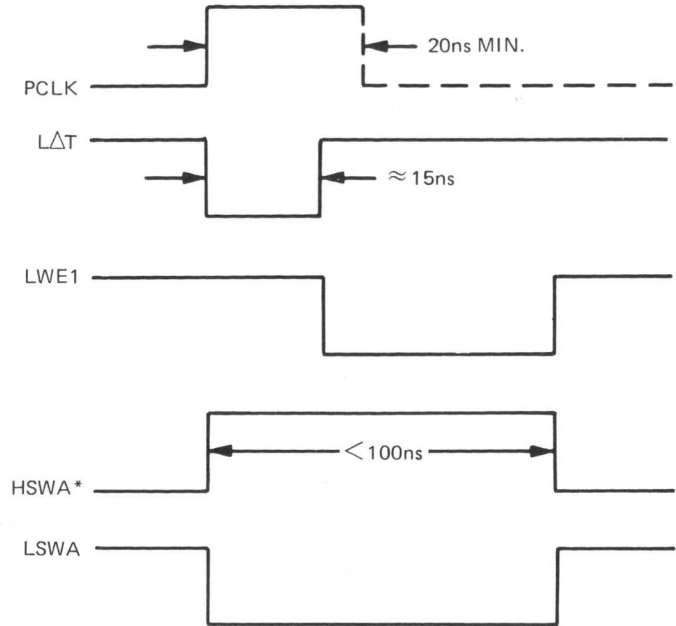 20ns MIN.
PCLK
L△T
≈ 15ns
LWE1
< 100ns
HSWA*
LSWA